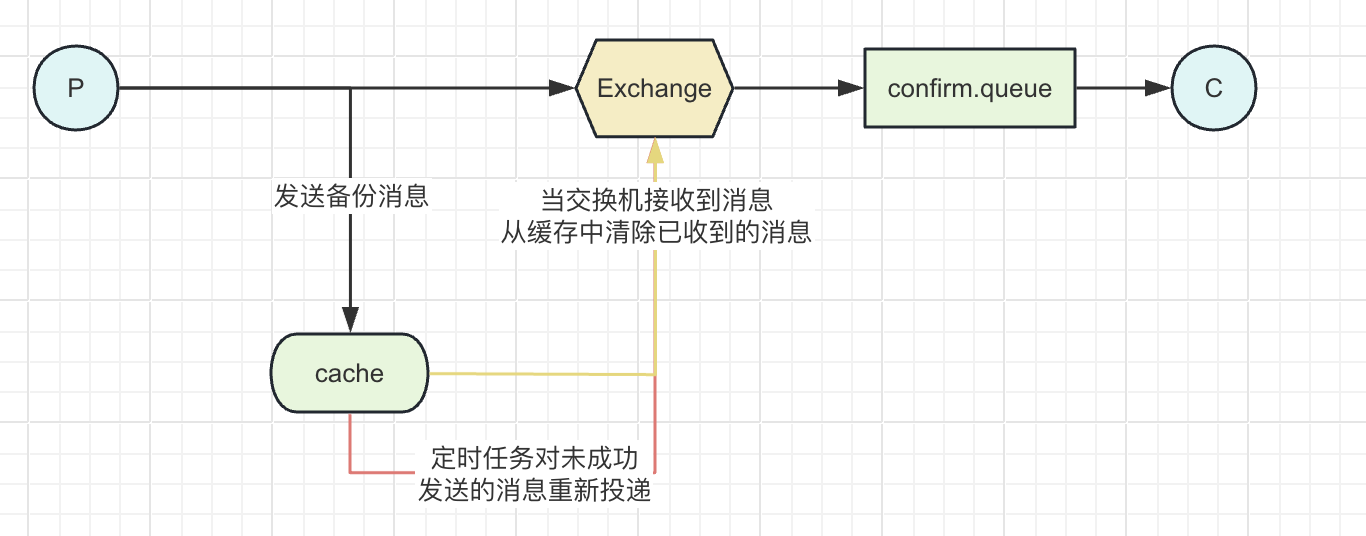 P
Exchange
confirm.queue
C
发送备份消息
当交换机接收到消息
从缓存中清除已收到的消息
cache
定时任务对未成功
发送的消息重新投递